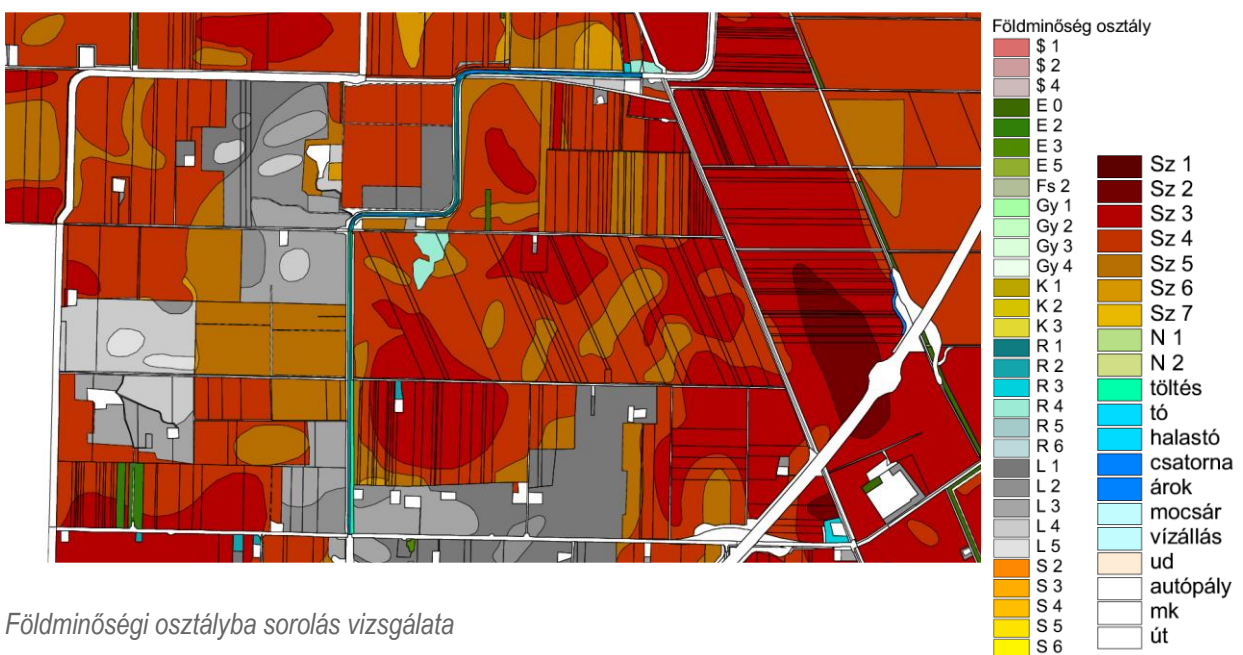 Földminőség osztály
$ 1
$ 2
$ 4
E 0
E 2
E 3
E 5
Fs 2
Gy 1
Gy 2
Gy 3
Gy 4
K 1
K 2
K 3
R 1
R 2
R 3
R 4
R 5
R 6
L 1
L 2
L 3
L 4
L 5
S 2
S 3
S 4
S 5
S 6
Sz 1
Sz 2
Sz 3
Sz 4
Sz 5
Sz 6
Sz 7
N 1
N 2
töltés
tó
halastó
csatorna
árok
mocsár
vízállás
ud
autópály
mk
út
Földminőségi osztályba sorolás vizsgálata